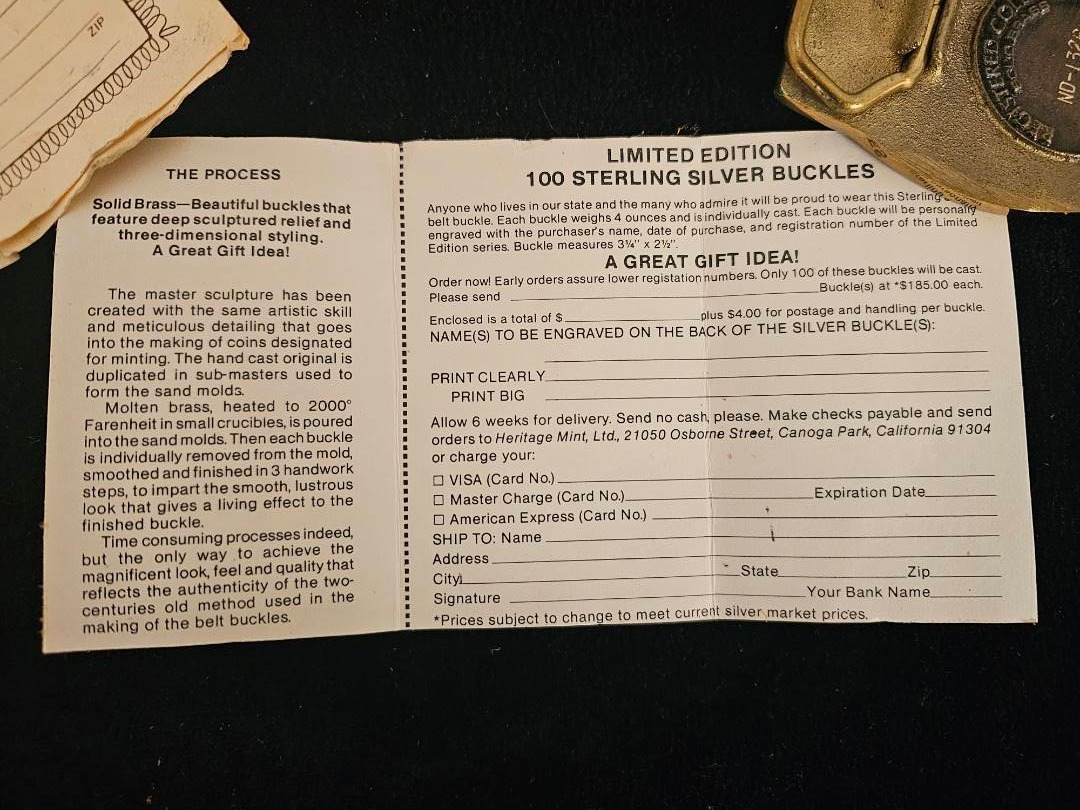 ZIP
REGISTERED
ND-132
THE PROCESS
Solid Brass—Beautiful buckles that
feature deep sculptured relief and
three-dimensional styling.
A Great Gift Idea!
The master sculpture has been
created with the same artistic skill
and meticulous detailing that goes
into the making of coins designated
for minting. The hand cast original is
duplicated in sub-masters used to
form the sand molds.
Molten brass, heated to 2000°
Farenheit in small crucibles, is poured
into the sand molds. Then each buckle
is individually removed from the mold,
smoothed and finished in 3 handwork
steps, to impart the smooth, lustrous
look that gives a living effect to the
finished buckle.
Time consuming processes indeed,
but the only way to achieve the
magnificent look, feel and quality that
reflects the authenticity of the two-
centuries old method used in the
making of the belt buckles.
LIMITED EDITION
100 STERLING SILVER BUCKLES
Anyone who lives in our state and the many who admire it will be proud to wear this Sterling
belt buckle. Each buckle weighs 4 ounces and is individually cast. Each buckle will be personally
engraved with the purchaser's name, date of purchase, and registration number of the Limited
Edition series. Buckle measures 3¼" x 2½".
A GREAT GIFT IDEA!
Order now! Early orders assure lower registation numbers. Only 100 of these buckles will be cast.
Please send Buckle(s) at *$185.00 each.
Enclosed is a total of $ plus $4.00 for postage and handling per buckle.
NAME(S) TO BE ENGRAVED ON THE BACK OF THE SILVER BUCKLE(S):
PRINT CLEARLY
PRINT BIG
Allow 6 weeks for delivery. Send no cash, please. Make checks payable and send
orders to Heritage Mint, Ltd., 21050 Osborne Street, Canoga Park, California 91304
or charge your:
□ VISA (Card No.)
□ Master Charge (Card No.) Expiration Date
□ American Express (Card No.)
SHIP TO: Name
Address
City State Zip
Signature Your Bank Name
*Prices subject to change to meet current silver market prices.